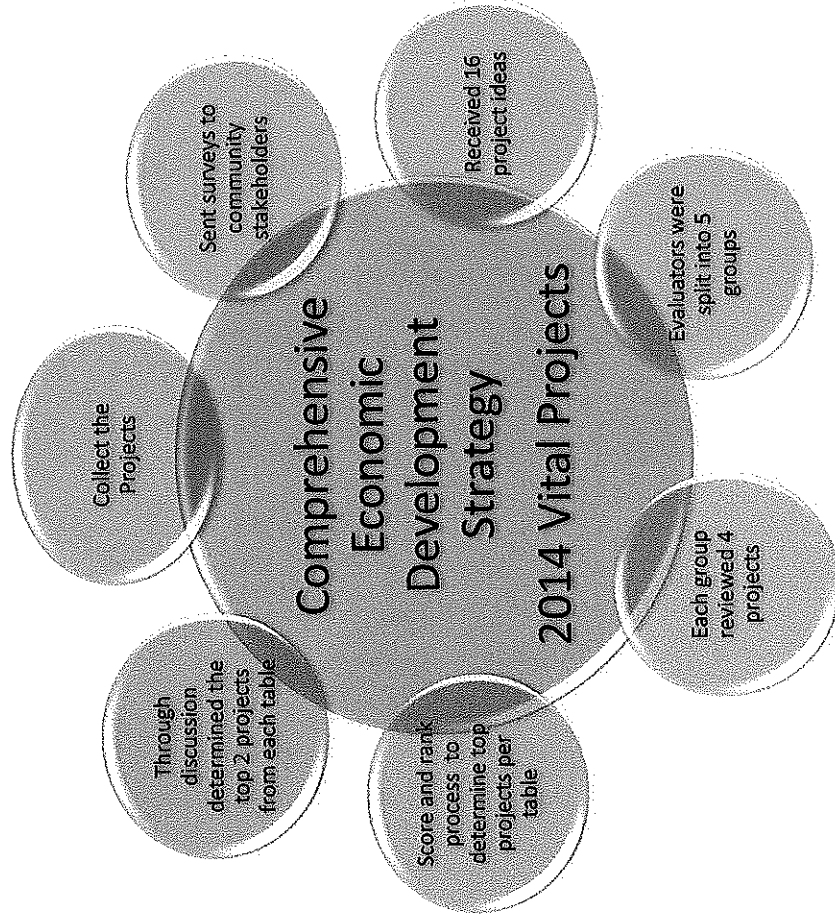 Comprehensive
Economic
Development
Strategy
2014 Vital Projects
Collect the
Projects
Sent surveys to
community
stakeholders
Received 16
project ideas
Evaluators were
split into 5
groups
Each group
reviewed 4
projects
Score and rank
process to
determine top
projects per
table
Through
discussion
determined the
top 2 projects
from each table